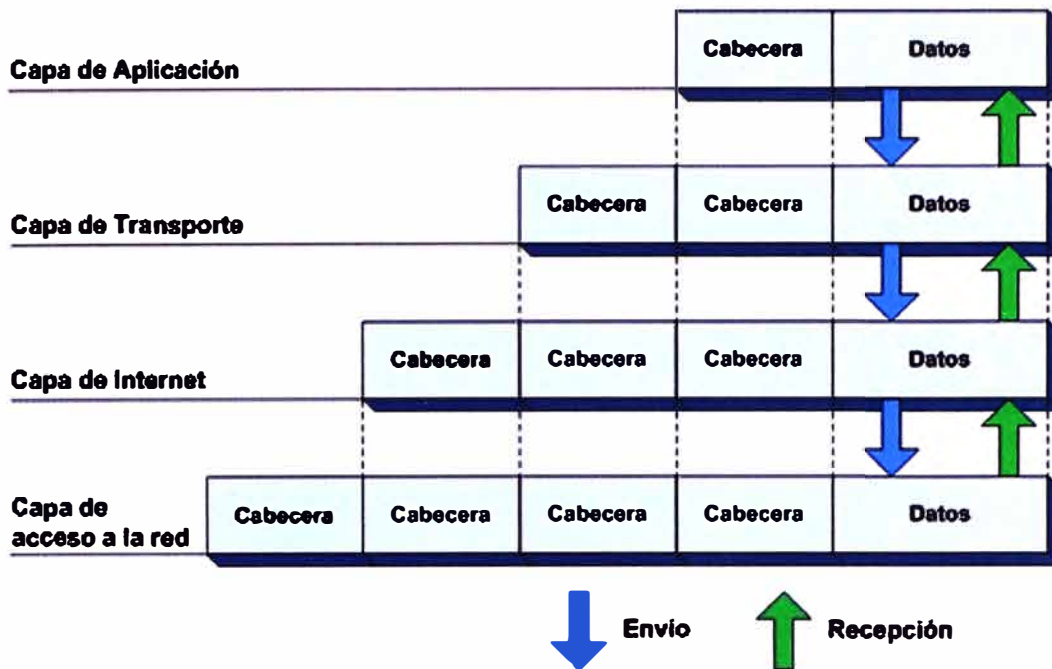 Cabecera Datos
Capa de Aplicación
Cabecera Cabecera Datos
Capa de Transporte
Cabecera Cabecera Cabecera Datos
Capa de Internet
Cabecera Cabecera Cabecera Cabecera Datos
Capa de
acceso a la red
Envío Recepción